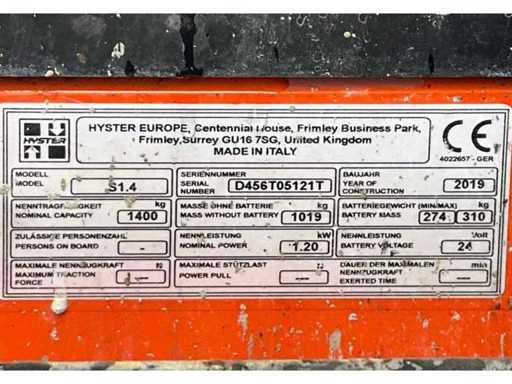 HYSTER
HYSTER EUROPE, Centennial House, Frimley Business Park,
Frimley,Surrey GU16 7SG, United Kingdom
MADE IN ITALY
CE
4022657 - GER
MODELL
MODEL S1.4
SERIENNUMMER
SERIAL NUMBER D456T05121T
BAUJAHR
YEAR OF CONSTRUCTION 2019
NENNTRAGFÄHIGKEIT kg
NOMINAL CAPACITY 1400
MASSE OHNE BATTERIE kg
MASS WITHOUT BATTERY 1019
BATTERIEGEWICHT (MIN/MAX) kg
BATTERY MASS 274 310
ZULÄSSIGE PERSONENZAHL
PERSONS ON BOARD -
NENNLEISTUNG kW
NOMINAL POWER 1.20
NENNLEISTUNG Volt
BATTERY VOLTAGE 24
MAXIMALE NENNZUGKRAFT N
MAXIMUM TRACTION FORCE ---
MAXIMALE STÜTZLAST N
POWER PULL ---
DAUER DER MAXIMALEN NENNZUGKRAFT min
EXERTED TIME ---